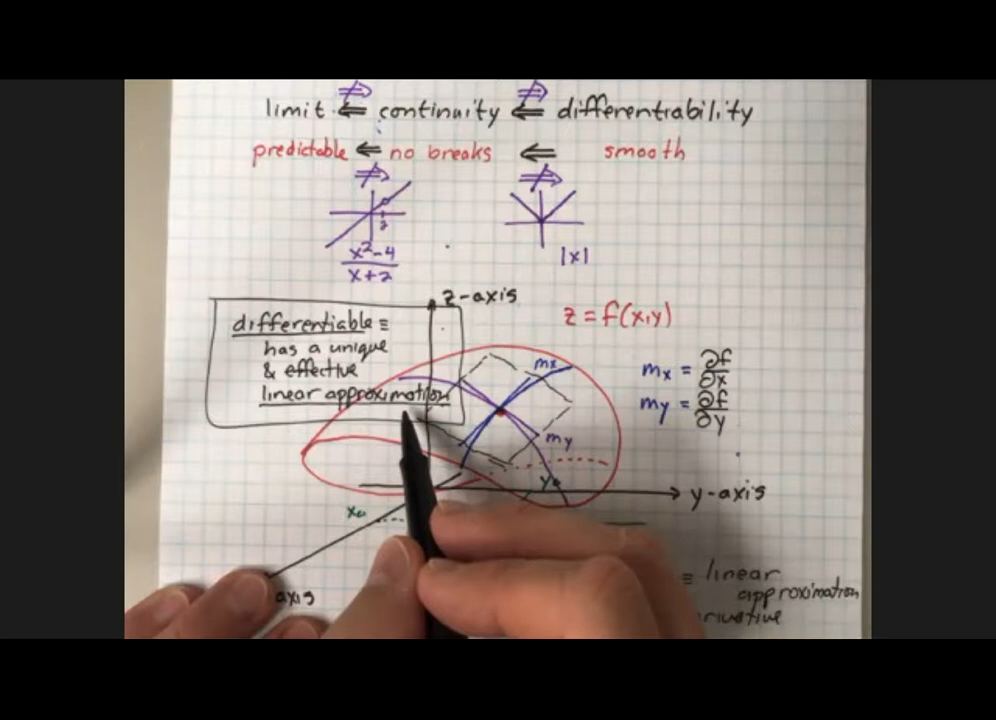 limit ⇐ continuity ⇐ differentiability
predictable ⇐ no breaks ⇐ smooth
2
x²-4
x+2
|x|
z-axis
z = f(x,y)
differentiable ≡
has a unique
& effective
linear approximation
mx
mx = ∂f
∂x
my = ∂f
∂y
my
y₀
y-axis
x₀
axis
≡ linear
approximation